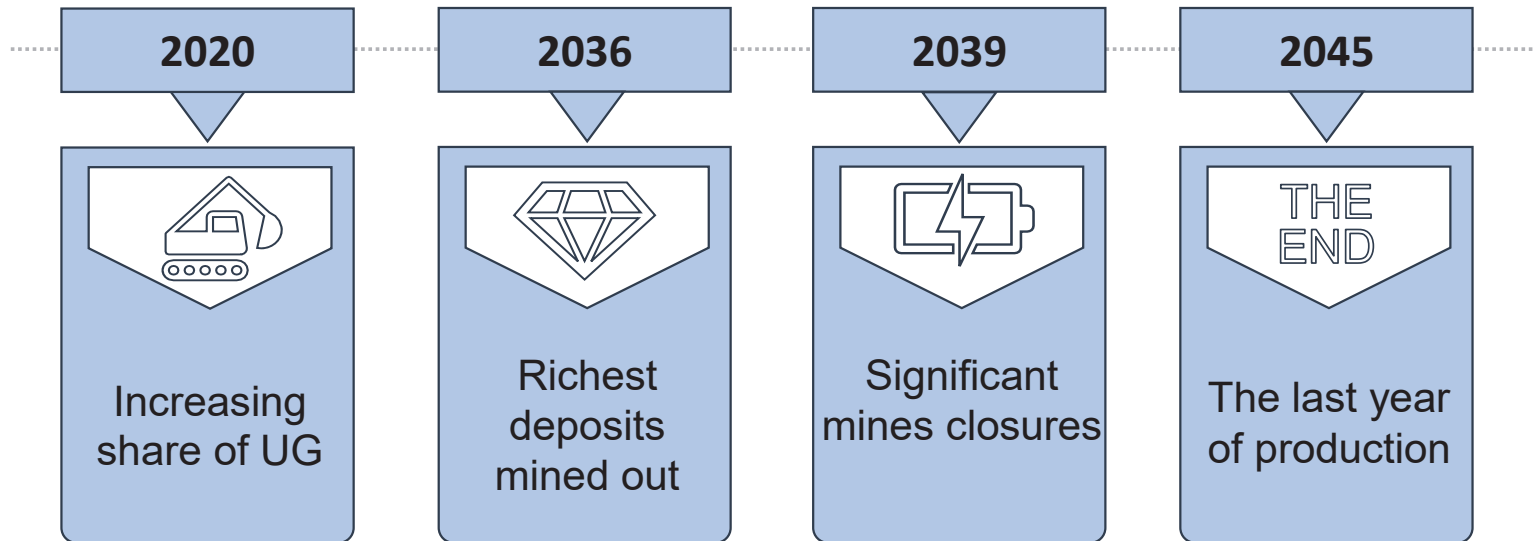 2020
2036
2039
2045
THE
END
Increasing
share of UG
Richest
deposits
mined out
Significant
mines closures
The last year
of production